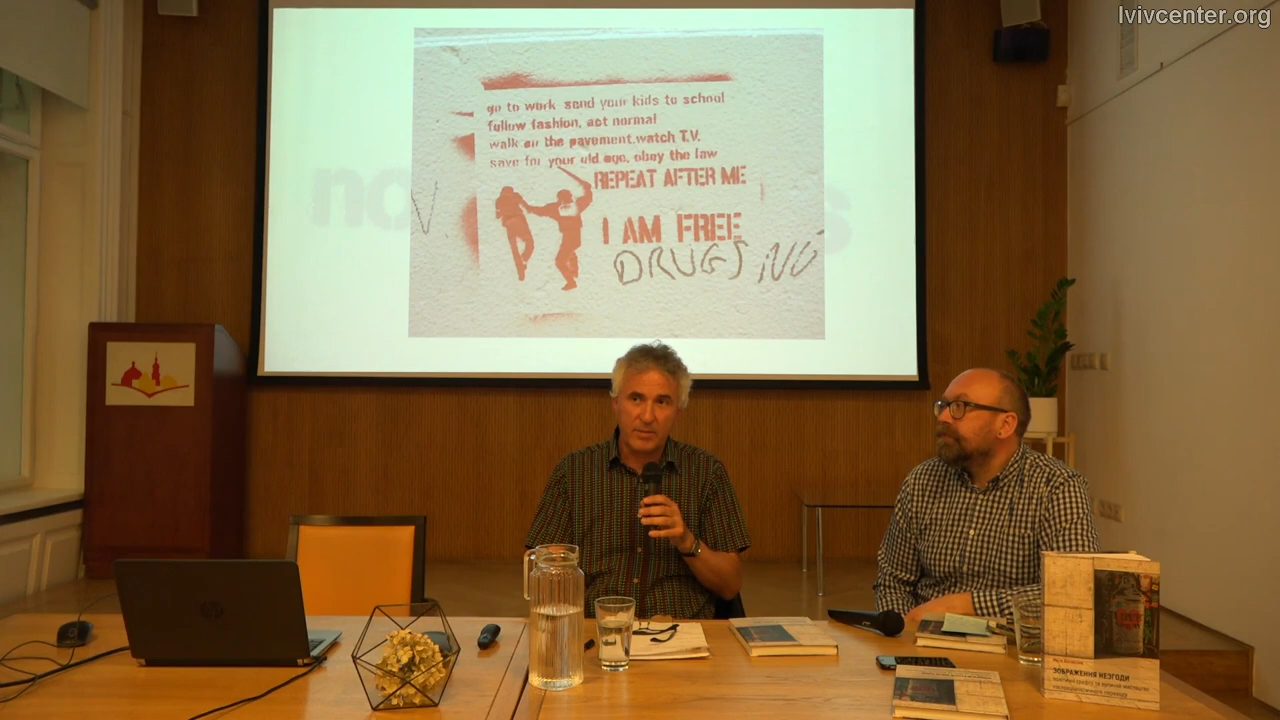 lvivcenter.org
go to work send your kids to school
follow fashion, act normal
walk on the pavement, watch T.V.
save for your old age, obey the law
REPEAT AFTER ME
I AM FREE
DRUGS NO
no
s
ЗОБРАЖЕННЯ НЕЗГОДИ